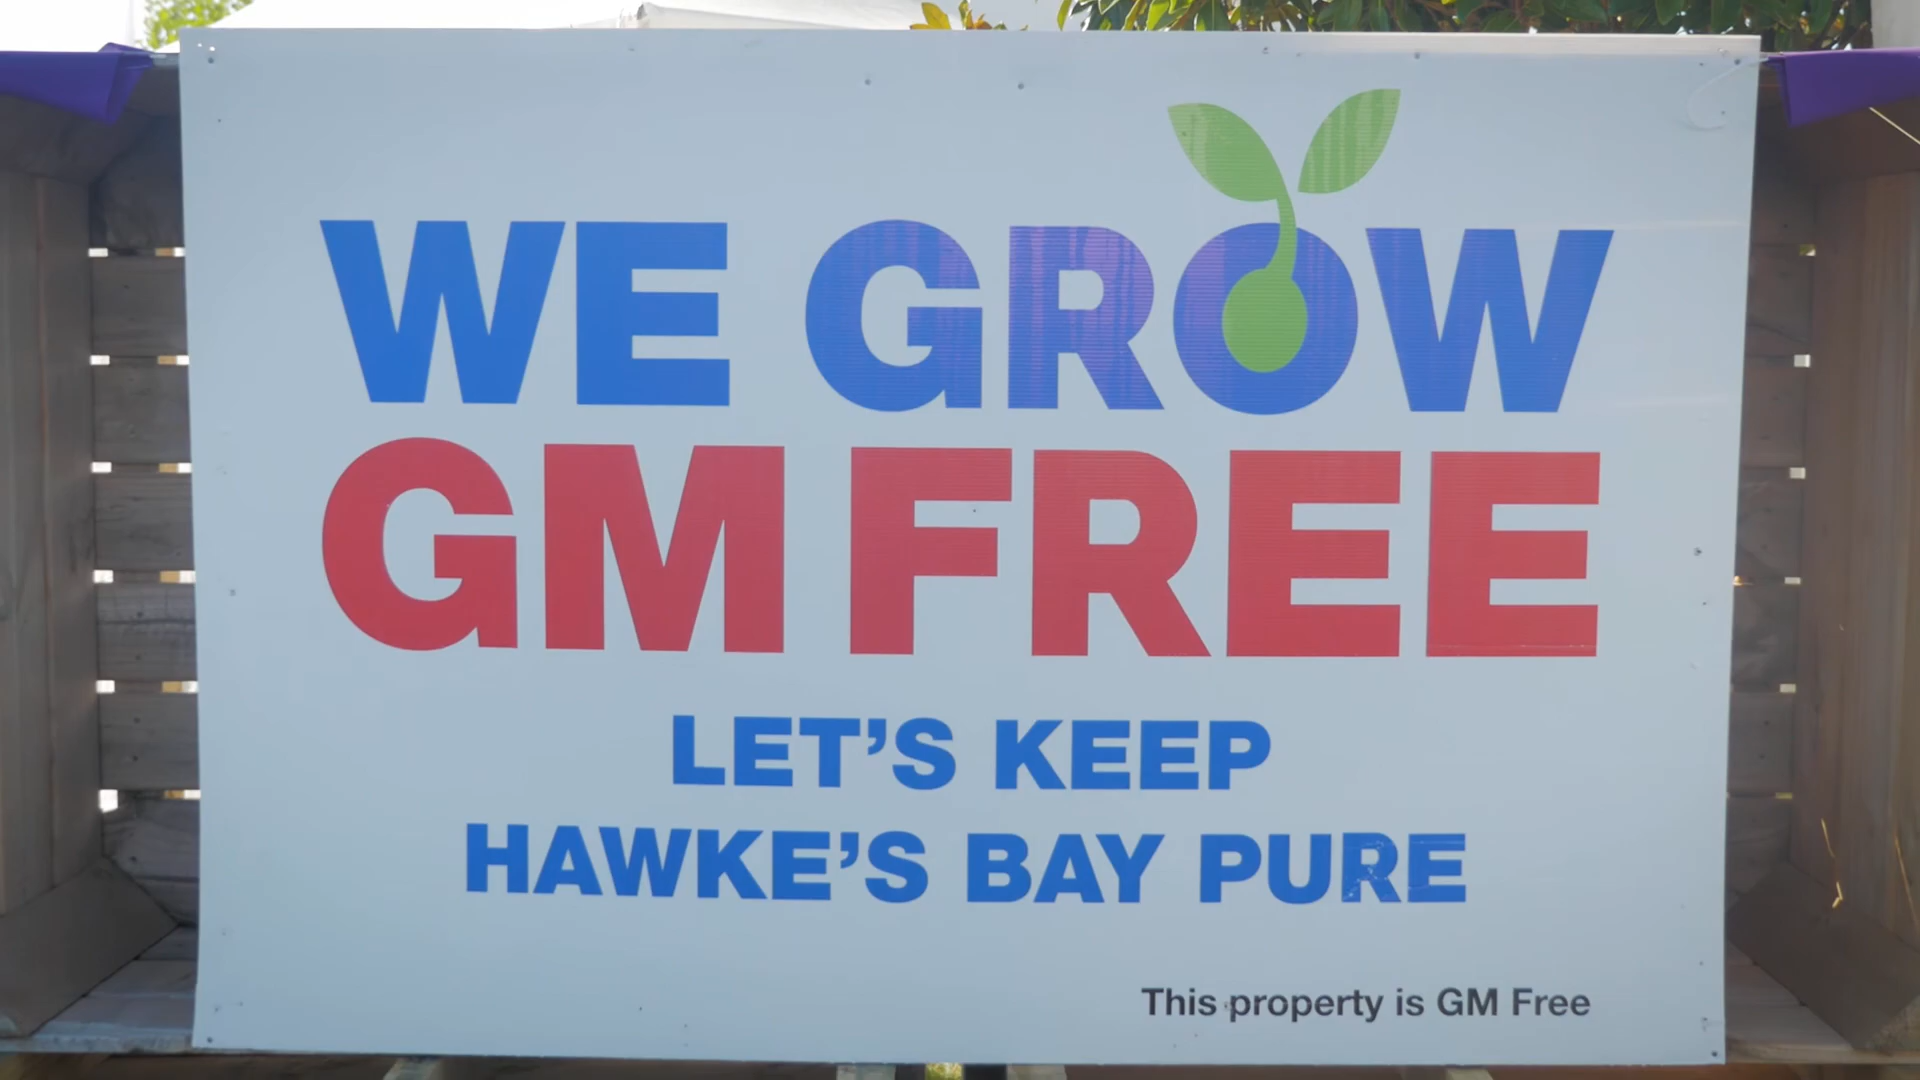 WE GROW
GM FREE
LET’S KEEP
HAWKE’S BAY PURE
This property is GM Free